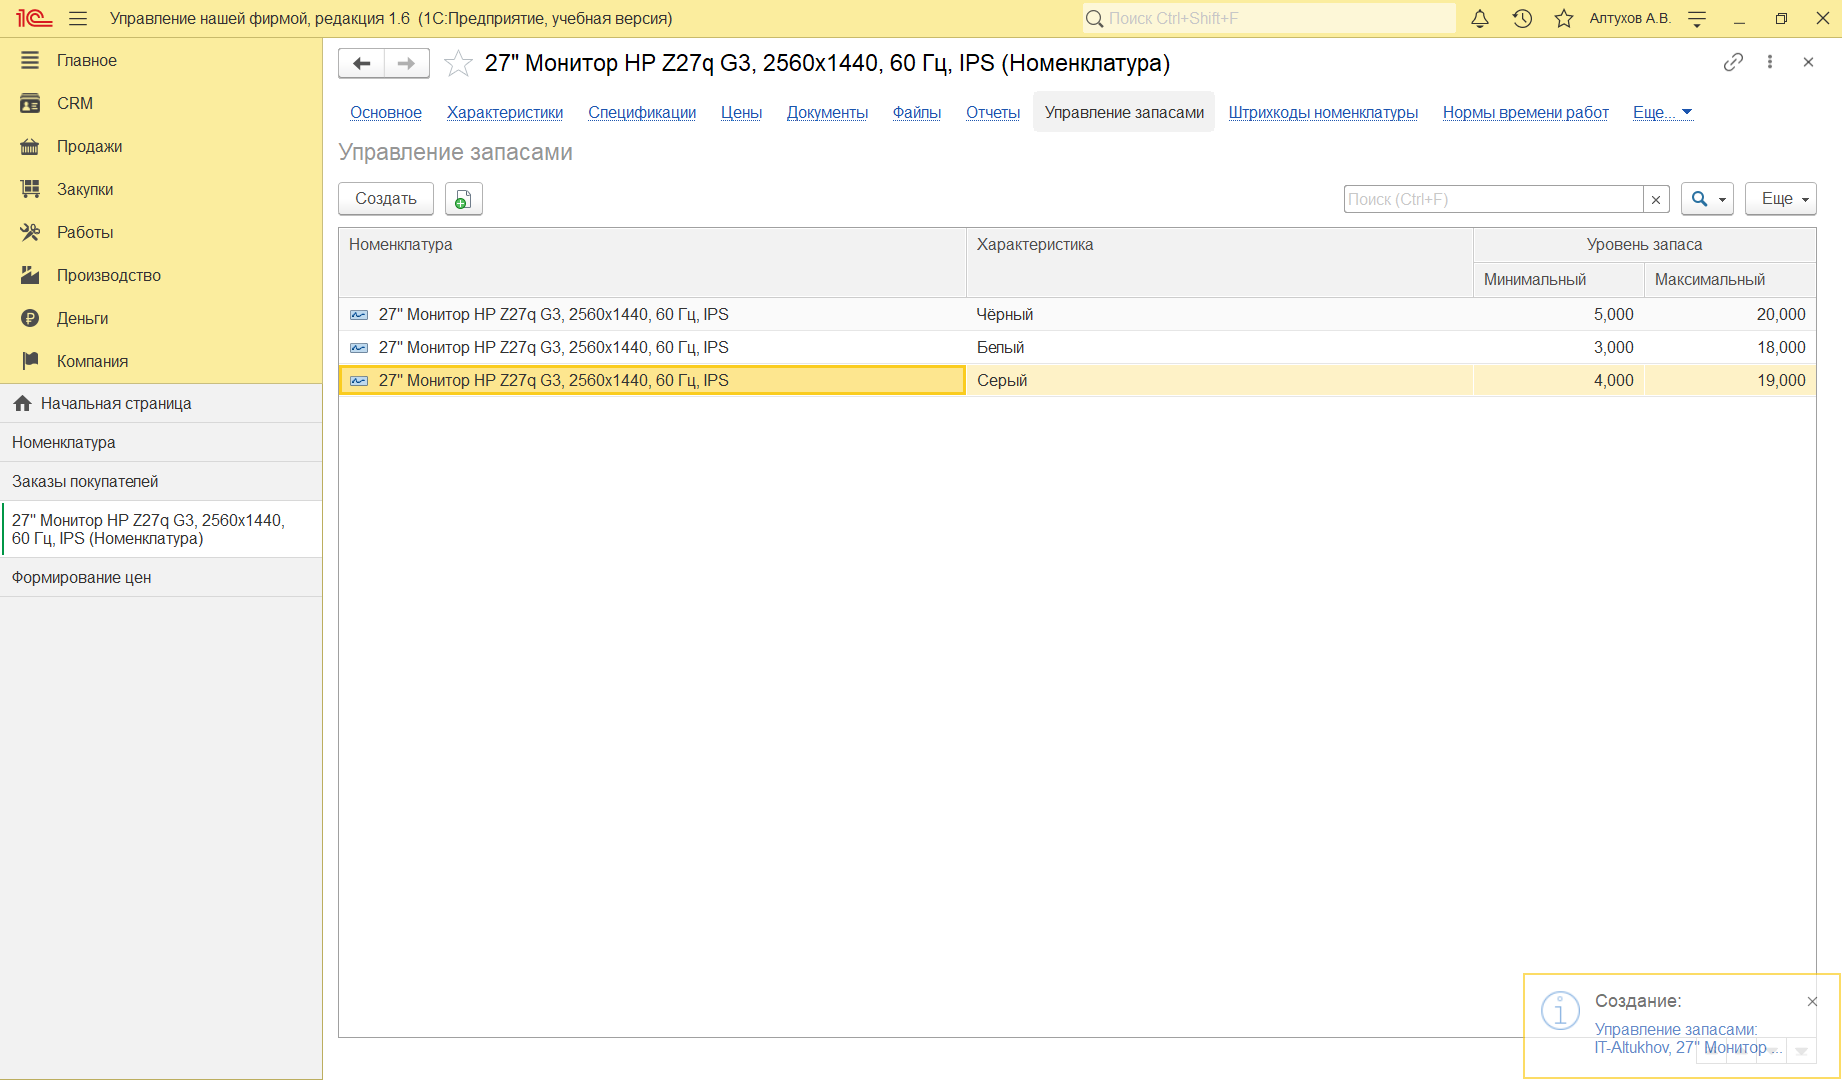 1С Управление нашей фирмой, редакция 1.6 (1С:Предприятие, учебная версия)
Поиск Ctrl+Shift+F
Алтухов А.В.
Главное
CRM
Продажи
Закупки
Работы
Производство
Деньги
Компания
Начальная страница
Номенклатура
Заказы покупателей
27" Монитор HP Z27q G3, 2560x1440,
60 Гц, IPS (Номенклатура)
Формирование цен
27" Монитор HP Z27q G3, 2560x1440, 60 Гц, IPS (Номенклатура)
Основное Характеристики Спецификации Цены Документы Файлы Отчеты Управление запасами Штрихкоды номенклатуры Нормы времени работ Еще...
Управление запасами
Создать
Поиск (Ctrl+F)
Еще
Номенклатура Характеристика Уровень запаса
Минимальный Максимальный
27" Монитор HP Z27q G3, 2560x1440, 60 Гц, IPS Чёрный 5,000 20,000
27" Монитор HP Z27q G3, 2560x1440, 60 Гц, IPS Белый 3,000 18,000
27" Монитор HP Z27q G3, 2560x1440, 60 Гц, IPS Серый 4,000 19,000
Создание:
Управление запасами:
IT-Altukhov, 27" Монитор ...